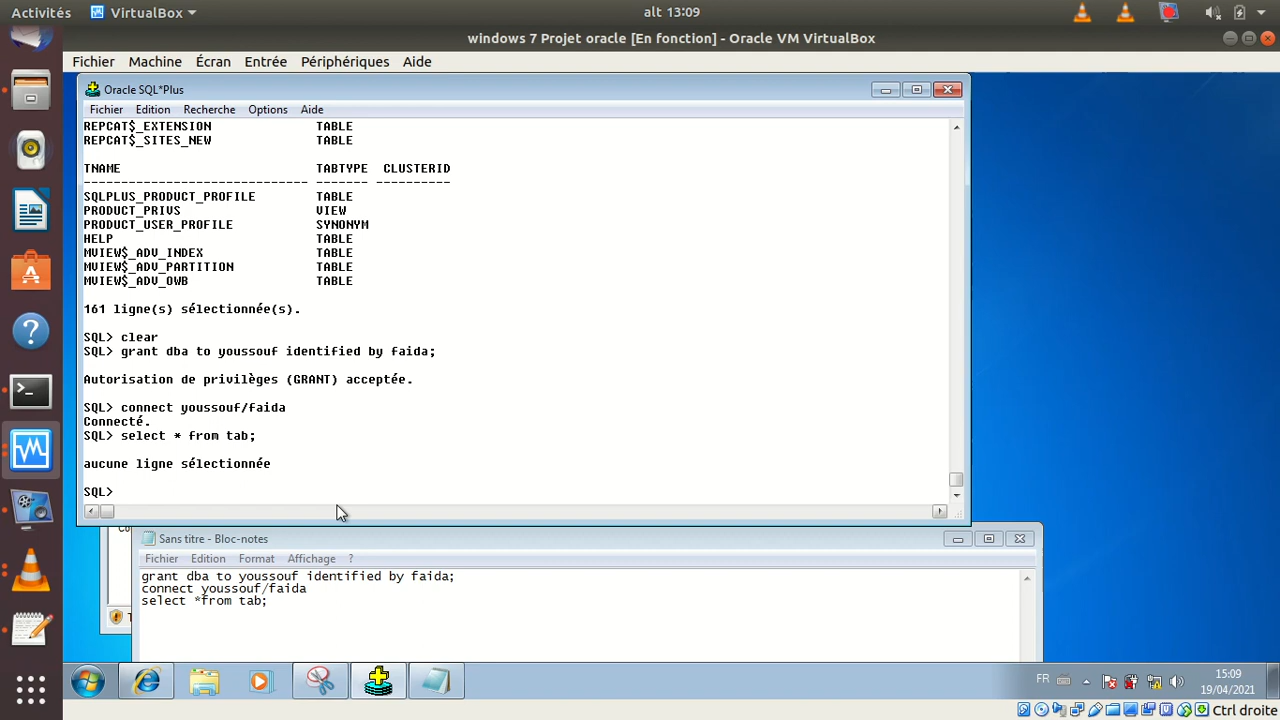 Activités VirtualBox alt 13:09
windows 7 Projet oracle [En fonction] - Oracle VM VirtualBox
Fichier Machine Écran Entrée Périphériques Aide
Oracle SQL*Plus
Fichier Edition Recherche Options Aide
REPCAT$_EXTENSION TABLE
REPCAT$_SITES_NEW TABLE
TNAME TABTYPE CLUSTERID
------------------------------ ------- ----------
SQLPLUS_PRODUCT_PROFILE TABLE
PRODUCT_PRIVS VIEW
PRODUCT_USER_PROFILE SYNONYM
HELP TABLE
MVIEW$_ADV_INDEX TABLE
MVIEW$_ADV_PARTITION TABLE
MVIEW$_ADV_OWB TABLE
161 ligne(s) sélectionnée(s).
SQL> clear
SQL> grant dba to youssouf identified by faida;
Autorisation de privilèges (GRANT) acceptée.
SQL> connect youssouf/faida
Connecté.
SQL> select * from tab;
aucune ligne sélectionnée
SQL>
Sans titre - Bloc-notes
Fichier Edition Format Affichage ?
grant dba to youssouf identified by faida;
connect youssouf/faida
select *from tab;
FR 15:09
19/04/2021
Ctrl droite